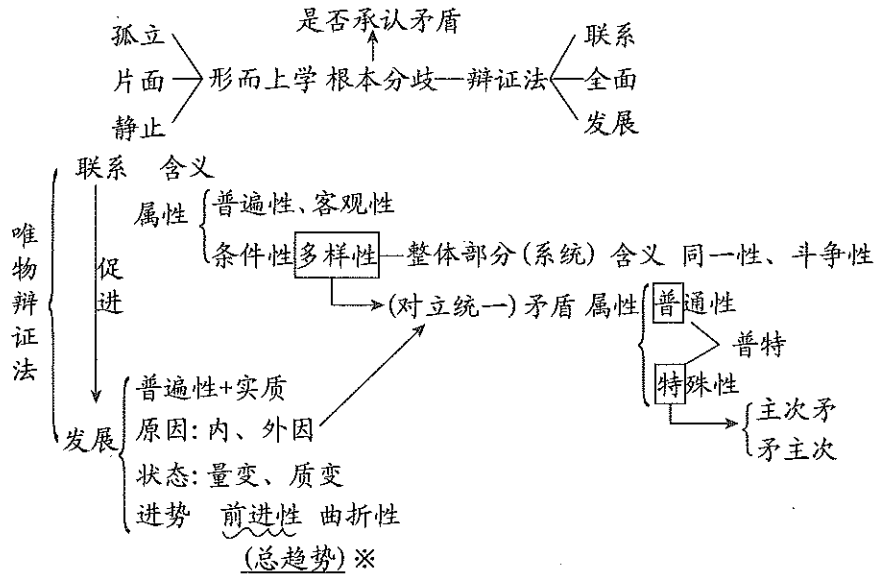 是否承认矛盾
孤立
片面
静止
形而上学 根本分歧 辩证法
联系
全面
发展
唯物辩证法
联系 含义
属性
普遍性、客观性
条件性 多样性 整体部分(系统) 含义 同一性、斗争性
促进
(对立统一) 矛盾 属性
普通性
普特
特殊性
主次矛
矛主次
发展
普遍性+实质
原因:内、外因
状态:量变、质变
进势 前进性 曲折性
(总趋势)※